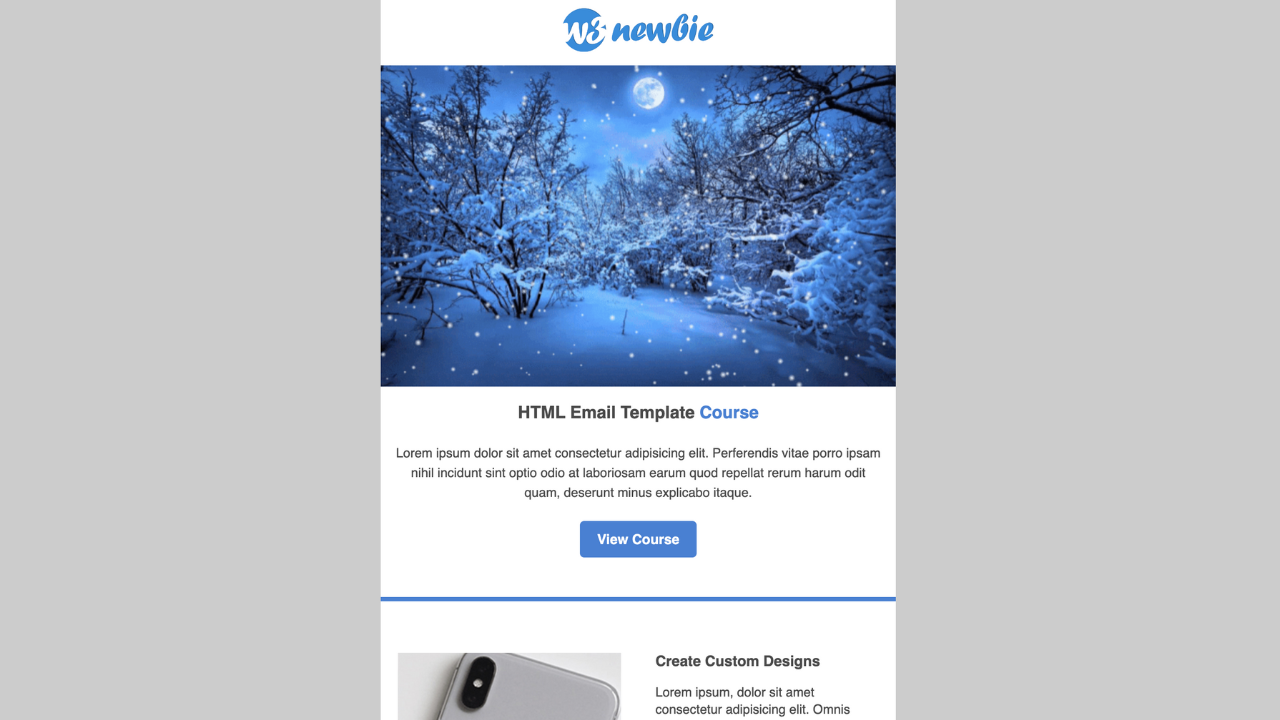 W3 newbie
HTML Email Template Course
Lorem ipsum dolor sit amet consectetur adipisicing elit. Perferendis vitae porro ipsam
nihil incidunt sint optio odio at laboriosam earum quod repellat rerum harum odit
quam, deserunt minus explicabo itaque.
View Course
Create Custom Designs
Lorem ipsum, dolor sit amet
consectetur adipisicing elit. Omnis